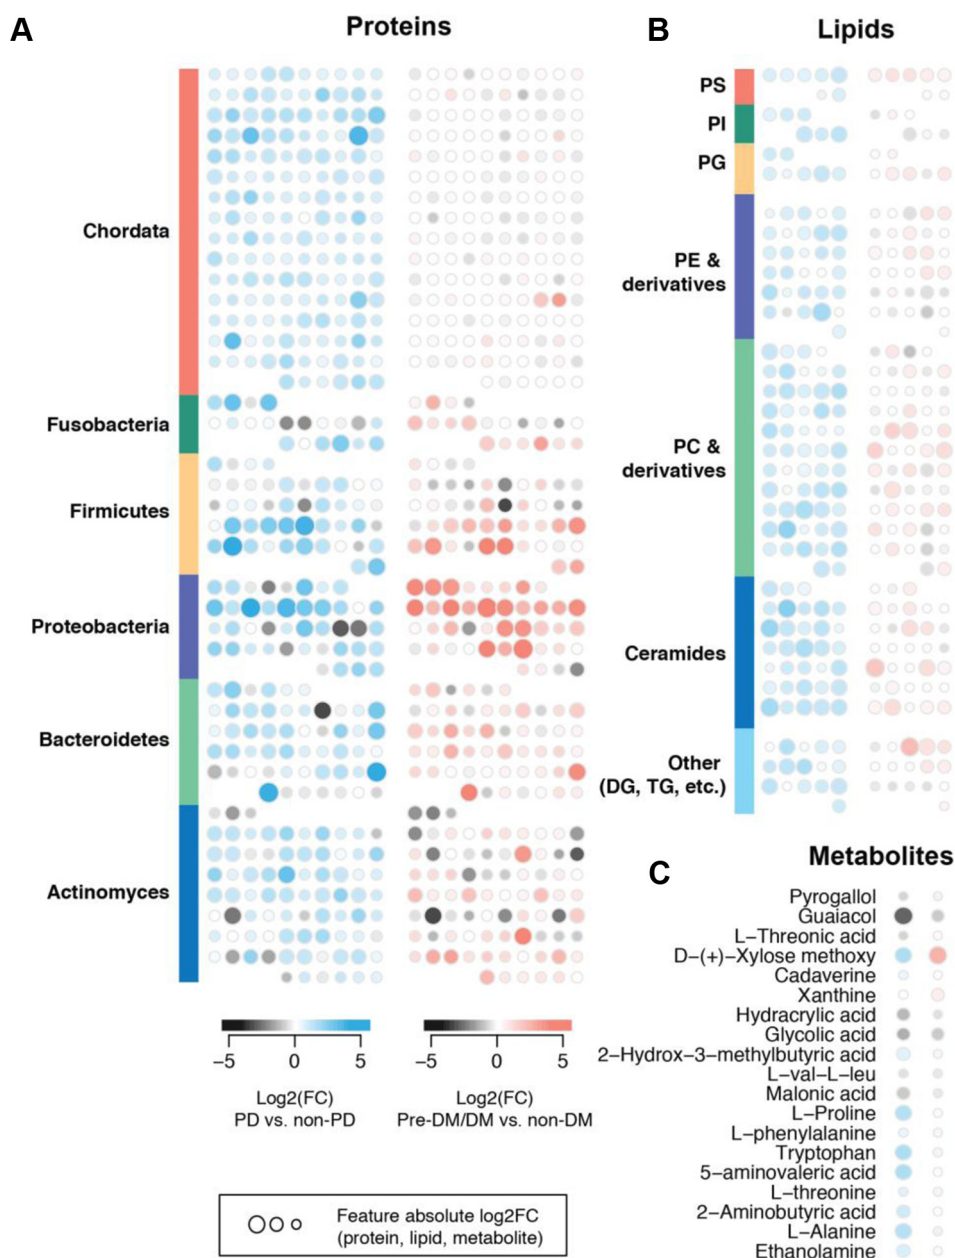 A
Proteins
Chordata
Fusobacteria
Firmicutes
Proteobacteria
Bacteroidetes
Actinomyces
−5 0 5
Log2(FC)
PD vs. non-PD
−5 0 5
Log2(FC)
Pre-DM/DM vs. non-DM
Feature absolute log2FC
(protein, lipid, metabolite)
B
Lipids
PS
PI
PG
PE &
derivatives
PC &
derivatives
Ceramides
Other
(DG, TG, etc.)
C
Metabolites
Pyrogallol
Guaiacol
L−Threonic acid
D−(+)−Xylose methoxy
Cadaverine
Xanthine
Hydracrylic acid
Glycolic acid
2−Hydrox−3−methylbutyric acid
L−val−L−leu
Malonic acid
L−Proline
L−phenylalanine
Tryptophan
5−aminovaleric acid
L−threonine
2−Aminobutyric acid
L−Alanine
Ethanolamine